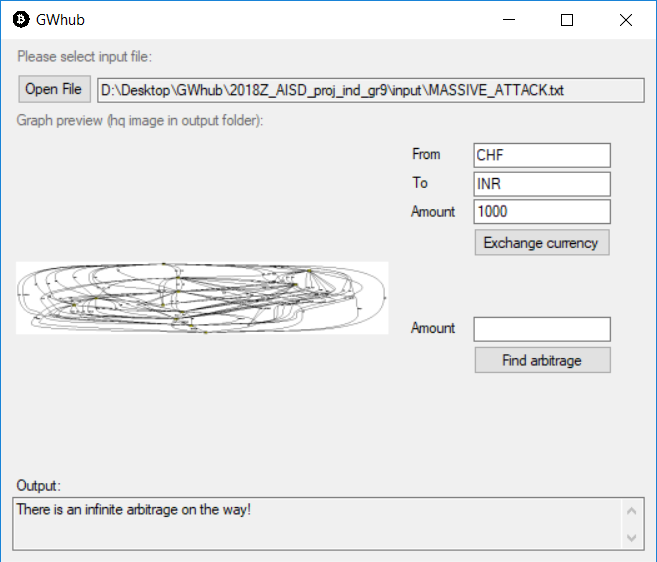 GWhub
Please select input file:
Open File D:\Desktop\GWhub\2018Z_AISD_proj_ind_gr9\input\MASSIVE_ATTACK.txt
Graph preview (hq image in output folder):
From CHF
To INR
Amount 1000
Exchange currency
Amount
Find arbitrage
Output:
There is an infinite arbitrage on the way!